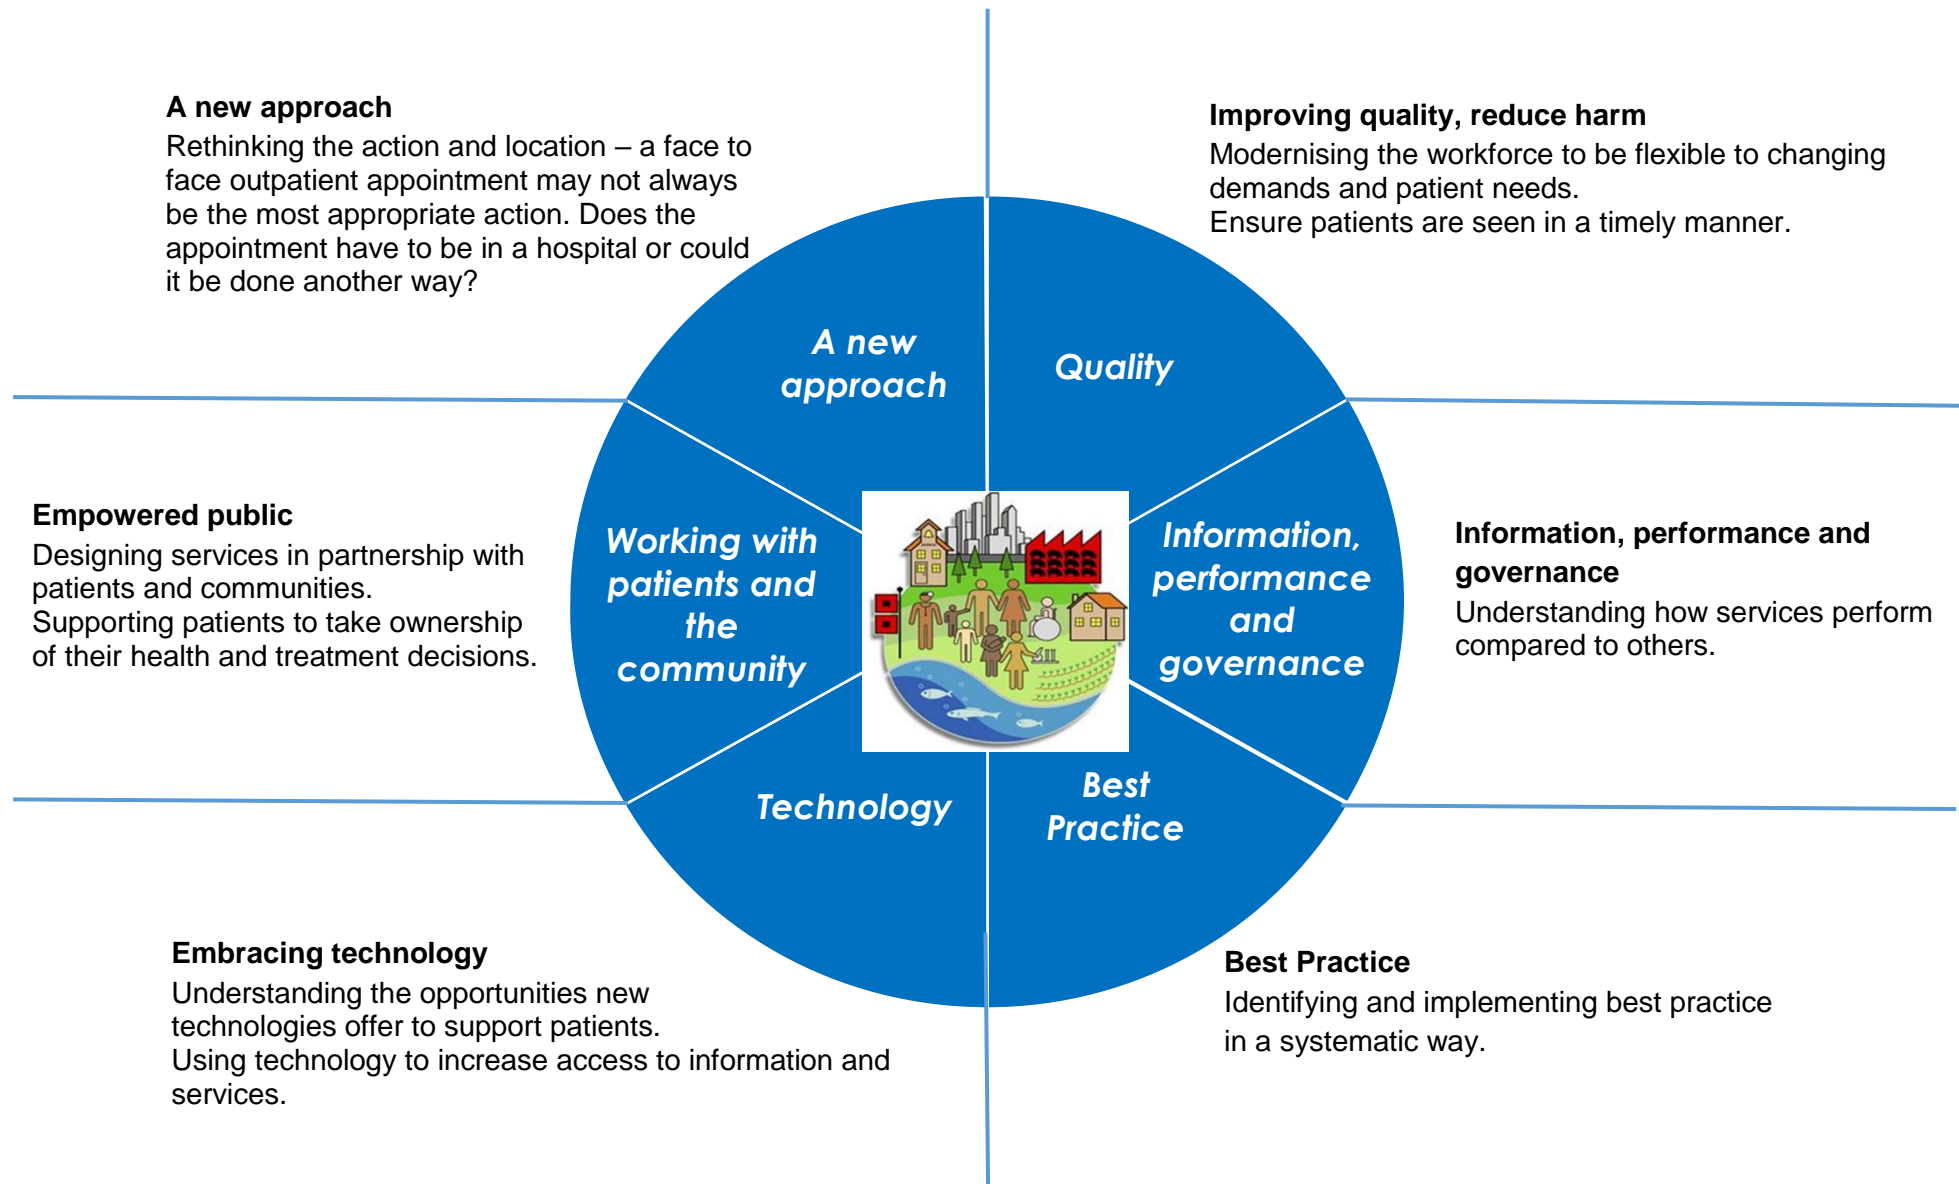 A new approach
Rethinking the action and location – a face to
face outpatient appointment may not always
be the most appropriate action. Does the
appointment have to be in a hospital or could
it be done another way?
Improving quality, reduce harm
Modernising the workforce to be flexible to changing
demands and patient needs.
Ensure patients are seen in a timely manner.
A new
approach
Quality
Empowered public
Designing services in partnership with
patients and communities.
Supporting patients to take ownership
of their health and treatment decisions.
Working with
patients and
the
community
Information,
performance
and
governance
Information, performance and
governance
Understanding how services perform
compared to others.
Technology
Best
Practice
Embracing technology
Understanding the opportunities new
technologies offer to support patients.
Using technology to increase access to information and
services.
Best Practice
Identifying and implementing best practice
in a systematic way.